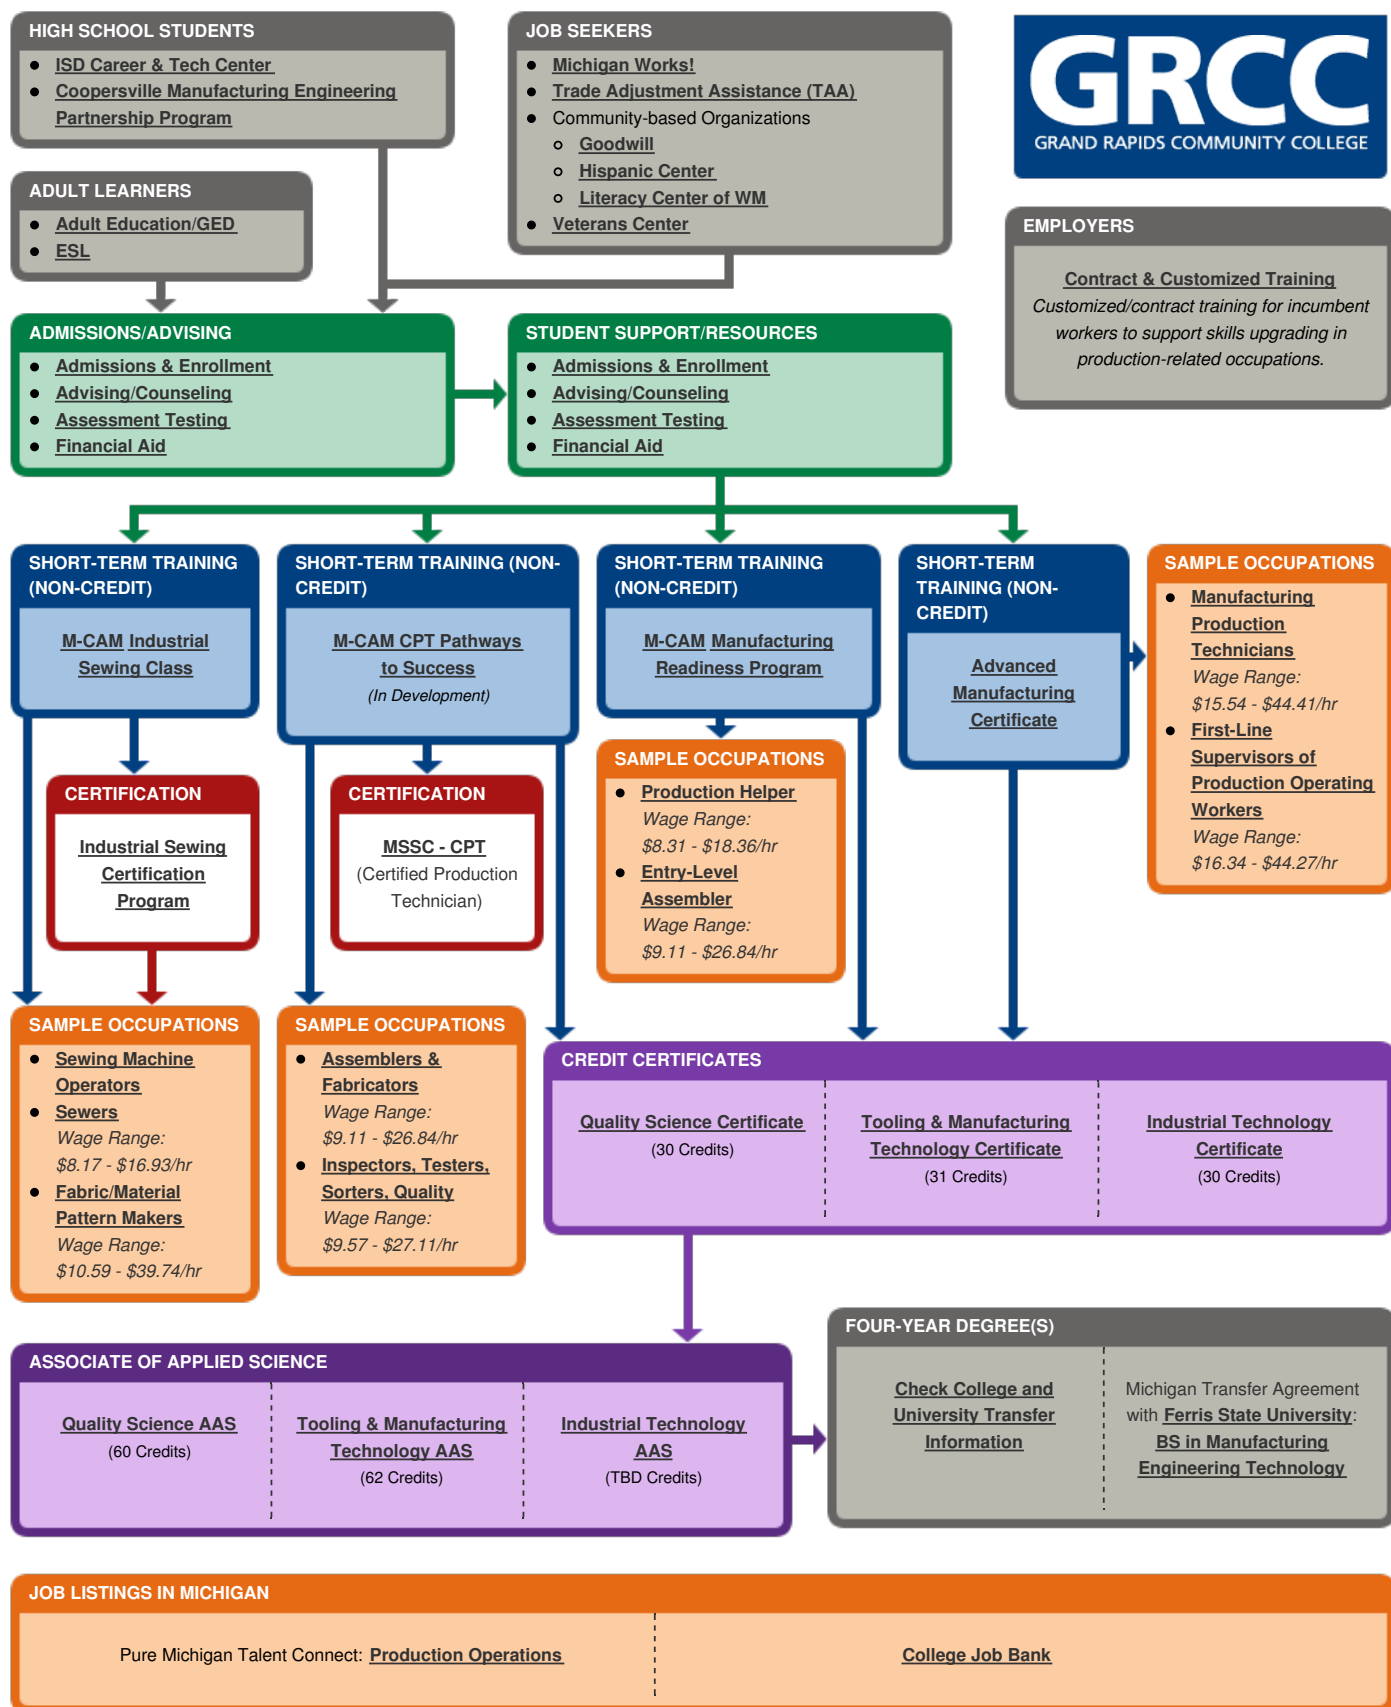 HIGH SCHOOL STUDENTS
ISD Career & Tech Center
Coopersville Manufacturing Engineering
Partnership Program
JOB SEEKERS
Michigan Works!
Trade Adjustment Assistance (TAA)
Community-based Organizations
Goodwill
Hispanic Center
Literacy Center of WM
Veterans Center
GRCC
GRAND RAPIDS COMMUNITY COLLEGE
ADULT LEARNERS
Adult Education/GED
ESL
EMPLOYERS
Contract & Customized Training
Customized/contract training for incumbent
workers to support skills upgrading in
production-related occupations.
ADMISSIONS/ADVISING
Admissions & Enrollment
Advising/Counseling
Assessment Testing
Financial Aid
STUDENT SUPPORT/RESOURCES
Admissions & Enrollment
Advising/Counseling
Assessment Testing
Financial Aid
SHORT-TERM TRAINING
(NON-CREDIT)
M-CAM Industrial
Sewing Class
SHORT-TERM TRAINING (NON-
CREDIT)
M-CAM CPT Pathways
to Success
(In Development)
SHORT-TERM TRAINING
(NON-CREDIT)
M-CAM Manufacturing
Readiness Program
SHORT-TERM
TRAINING (NON-
CREDIT)
Advanced
Manufacturing
Certificate
SAMPLE OCCUPATIONS
Manufacturing
Production
Technicians
Wage Range:
$15.54 - $44.41/hr
First-Line
Supervisors of
Production Operating
Workers
Wage Range:
$16.34 - $44.27/hr
CERTIFICATION
Industrial Sewing
Certification
Program
CERTIFICATION
MSSC - CPT
(Certified Production
Technician)
SAMPLE OCCUPATIONS
Production Helper
Wage Range:
$8.31 - $18.36/hr
Entry-Level
Assembler
Wage Range:
$9.11 - $26.84/hr
SAMPLE OCCUPATIONS
Sewing Machine
Operators
Sewers
Wage Range:
$8.17 - $16.93/hr
Fabric/Material
Pattern Makers
Wage Range:
$10.59 - $39.74/hr
SAMPLE OCCUPATIONS
Assemblers &
Fabricators
Wage Range:
$9.11 - $26.84/hr
Inspectors, Testers,
Sorters, Quality
Wage Range:
$9.57 - $27.11/hr
CREDIT CERTIFICATES
Quality Science Certificate
(30 Credits)
Tooling & Manufacturing
Technology Certificate
(31 Credits)
Industrial Technology
Certificate
(30 Credits)
ASSOCIATE OF APPLIED SCIENCE
Quality Science AAS
(60 Credits)
Tooling & Manufacturing
Technology AAS
(62 Credits)
Industrial Technology
AAS
(TBD Credits)
FOUR-YEAR DEGREE(S)
Check College and
University Transfer
Information
Michigan Transfer Agreement
with Ferris State University:
BS in Manufacturing
Engineering Technology
JOB LISTINGS IN MICHIGAN
Pure Michigan Talent Connect: Production Operations
College Job Bank